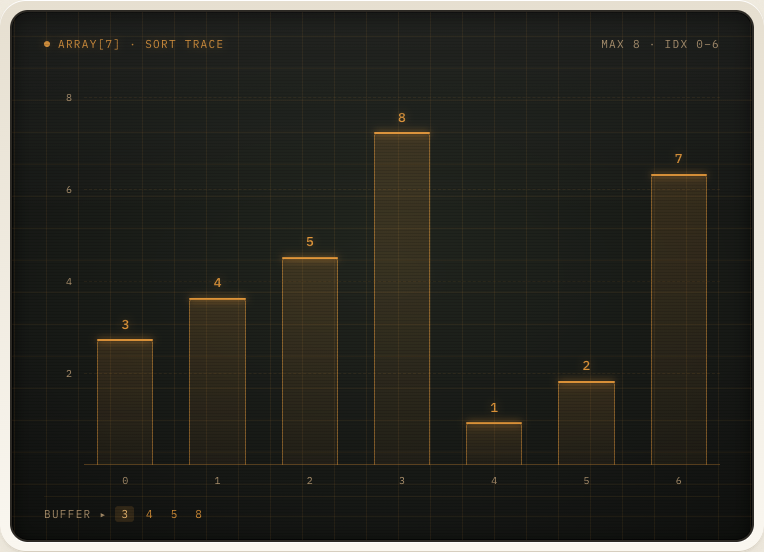 ARRAY[7] · SORT TRACE
MAX 8 · IDX 0–6
8
6
4
2
3
4
5
8
1
2
7
0 1 2 3 4 5 6
BUFFER ▸ 3 4 5 8